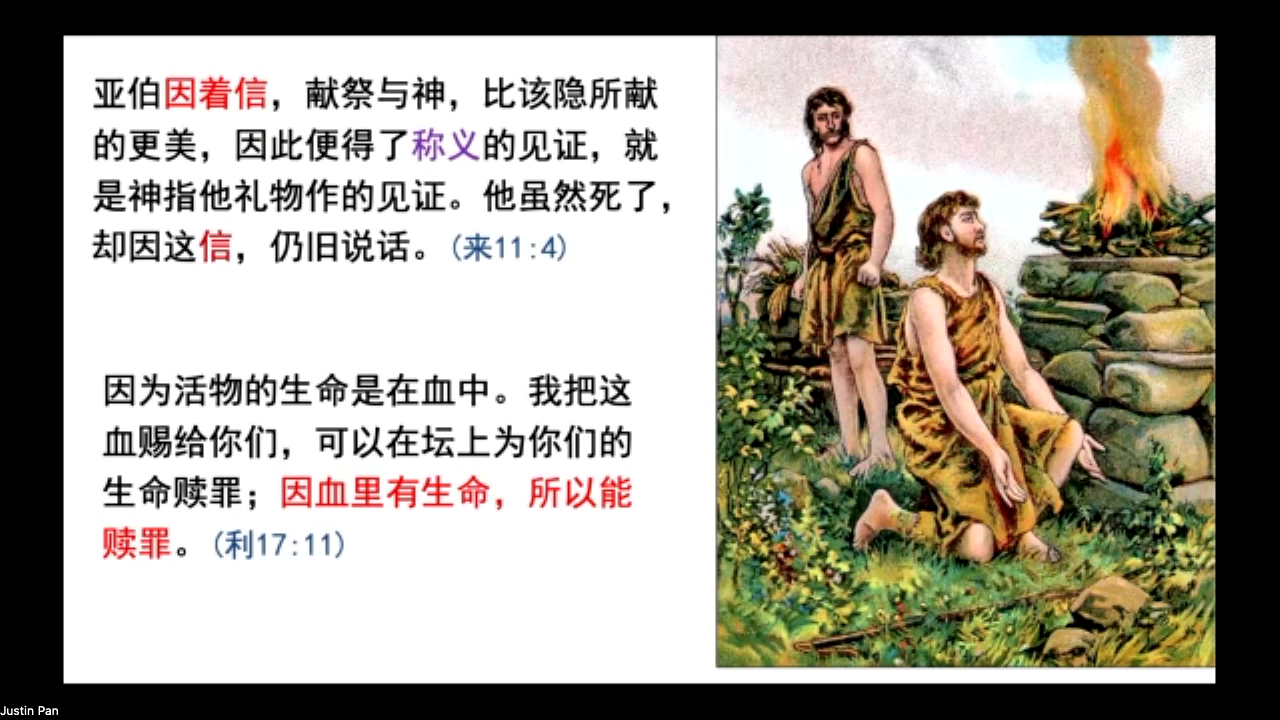 亚伯因着信，献祭与神，比该隐所献
的更美，因此便得了称义的见证，就
是神指他礼物作的见证。他虽然死了，
却因这信，仍旧说话。(来11:4)
因为活物的生命是在血中。我把这
血赐给你们，可以在坛上为你们的
生命赎罪；因血里有生命，所以能
赎罪。(利17:11)
Justin Pan